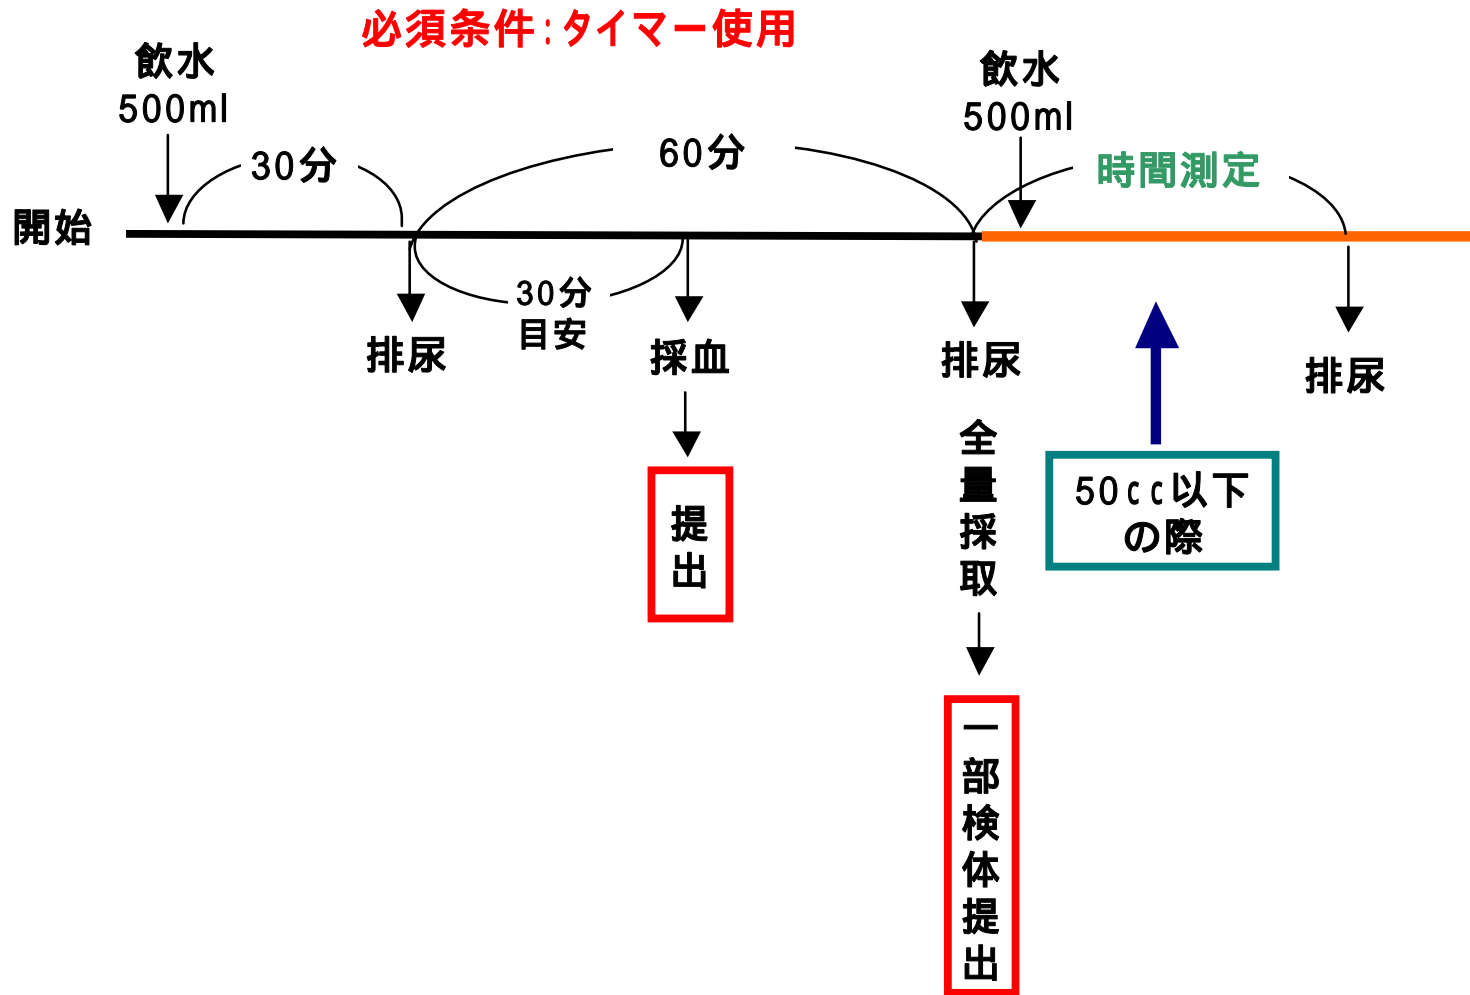 必須条件：タイマー使用
飲水
500ml
飲水
500ml
30分
60分
時間測定
開始
30分
目安
排尿
採血
排尿
排尿
提出
全量採取
50cc以下
の際
一部検体提出